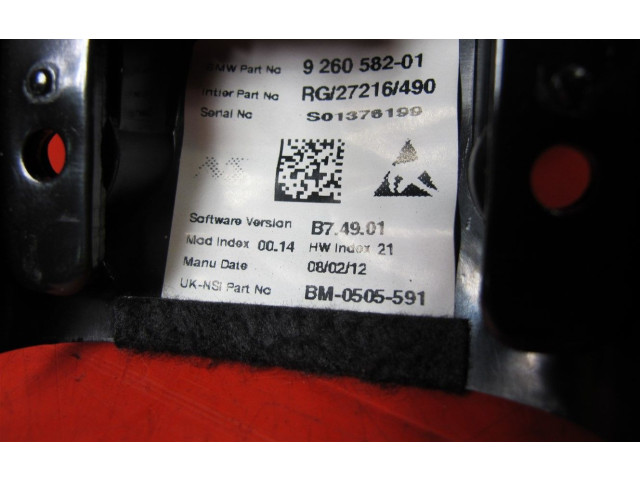 BMW Part No 9 260 582-01
Intier Part No RG/27216/490
Serial No S01376199
Software Version B7.49.01
Mod Index 00.14 HW Index 21
Manu Date 08/02/12
UK-NSI Part No BM-0505-591